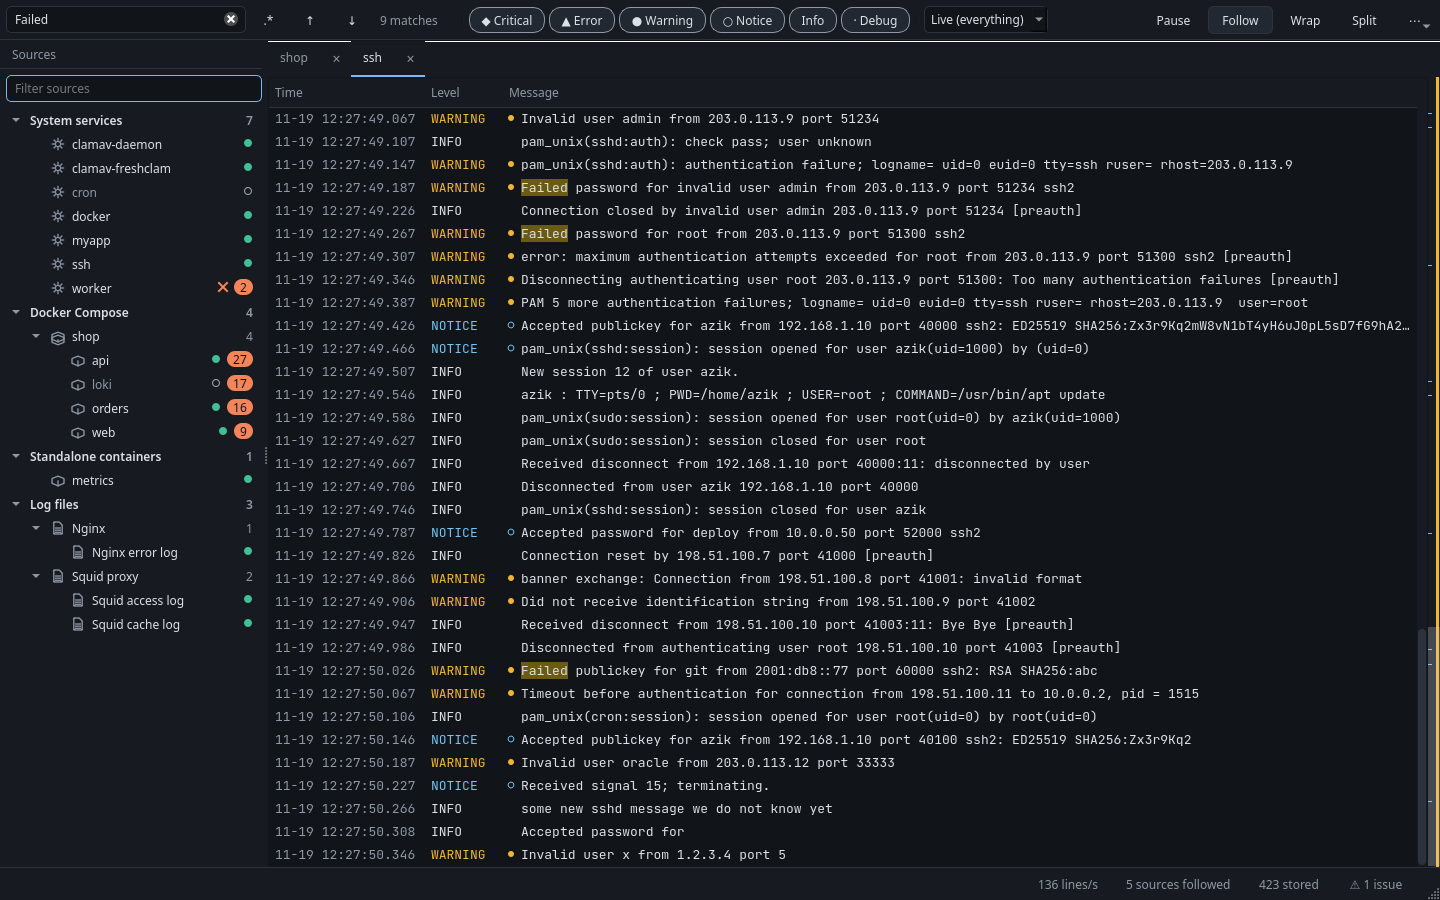 Failed .* ↑ ↓ 9 matches ◆ Critical ▲ Error ● Warning ○ Notice Info · Debug Live (everything) Pause Follow Wrap Split ...
Sources
Filter sources
System services 7
clamav-daemon
clamav-freshclam
cron
docker
myapp
ssh
worker 2
Docker Compose 4
shop 4
api 27
loki 17
orders 16
web 9
Standalone containers 1
metrics
Log files 3
Nginx 1
Nginx error log
Squid proxy 2
Squid access log
Squid cache log
shop × ssh ×
Time Level Message
11-19 12:27:49.067 WARNING ● Invalid user admin from 203.0.113.9 port 51234
11-19 12:27:49.107 INFO pam_unix(sshd:auth): check pass; user unknown
11-19 12:27:49.147 WARNING ● pam_unix(sshd:auth): authentication failure; logname= uid=0 euid=0 tty=ssh ruser= rhost=203.0.113.9
11-19 12:27:49.187 WARNING ● Failed password for invalid user admin from 203.0.113.9 port 51234 ssh2
11-19 12:27:49.226 INFO Connection closed by invalid user admin 203.0.113.9 port 51234 [preauth]
11-19 12:27:49.267 WARNING ● Failed password for root from 203.0.113.9 port 51300 ssh2
11-19 12:27:49.307 WARNING ● error: maximum authentication attempts exceeded for root from 203.0.113.9 port 51300 ssh2 [preauth]
11-19 12:27:49.346 WARNING ● Disconnecting authenticating user root 203.0.113.9 port 51300: Too many authentication failures [preauth]
11-19 12:27:49.387 WARNING ● PAM 5 more authentication failures; logname= uid=0 euid=0 tty=ssh ruser= rhost=203.0.113.9  user=root
11-19 12:27:49.426 NOTICE ○ Accepted publickey for azik from 192.168.1.10 port 40000 ssh2: ED25519 SHA256:Zx3r9Kq2mW8vN1bT4yH6uJ0pL5sD7fG9hA2…
11-19 12:27:49.466 NOTICE ○ pam_unix(sshd:session): session opened for user azik(uid=1000) by (uid=0)
11-19 12:27:49.507 INFO New session 12 of user azik.
11-19 12:27:49.546 INFO azik : TTY=pts/0 ; PWD=/home/azik ; USER=root ; COMMAND=/usr/bin/apt update
11-19 12:27:49.586 INFO pam_unix(sudo:session): session opened for user root(uid=0) by azik(uid=1000)
11-19 12:27:49.627 INFO pam_unix(sudo:session): session closed for user root
11-19 12:27:49.667 INFO Received disconnect from 192.168.1.10 port 40000:11: disconnected by user
11-19 12:27:49.706 INFO Disconnected from user azik 192.168.1.10 port 40000
11-19 12:27:49.746 INFO pam_unix(sshd:session): session closed for user azik
11-19 12:27:49.787 NOTICE ○ Accepted password for deploy from 10.0.0.50 port 52000 ssh2
11-19 12:27:49.826 INFO Connection reset by 198.51.100.7 port 41000 [preauth]
11-19 12:27:49.866 WARNING ● banner exchange: Connection from 198.51.100.8 port 41001: invalid format
11-19 12:27:49.906 WARNING ● Did not receive identification string from 198.51.100.9 port 41002
11-19 12:27:49.947 INFO Received disconnect from 198.51.100.10 port 41003:11: Bye Bye [preauth]
11-19 12:27:49.986 INFO Disconnected from authenticating user root 198.51.100.10 port 41003 [preauth]
11-19 12:27:50.026 WARNING ● Failed publickey for git from 2001:db8::77 port 60000 ssh2: RSA SHA256:abc
11-19 12:27:50.067 WARNING ● Timeout before authentication for connection from 198.51.100.11 to 10.0.0.2, pid = 1515
11-19 12:27:50.106 INFO pam_unix(cron:session): session opened for user root(uid=0) by root(uid=0)
11-19 12:27:50.146 NOTICE ○ Accepted publickey for azik from 192.168.1.10 port 40100 ssh2: ED25519 SHA256:Zx3r9Kq2
11-19 12:27:50.187 WARNING ● Invalid user oracle from 203.0.113.12 port 33333
11-19 12:27:50.227 NOTICE ○ Received signal 15; terminating.
11-19 12:27:50.266 INFO some new sshd message we do not know yet
11-19 12:27:50.308 INFO Accepted password for
11-19 12:27:50.346 WARNING ● Invalid user x from 1.2.3.4 port 5
136 lines/s 5 sources followed 423 stored ⚠ 1 issue